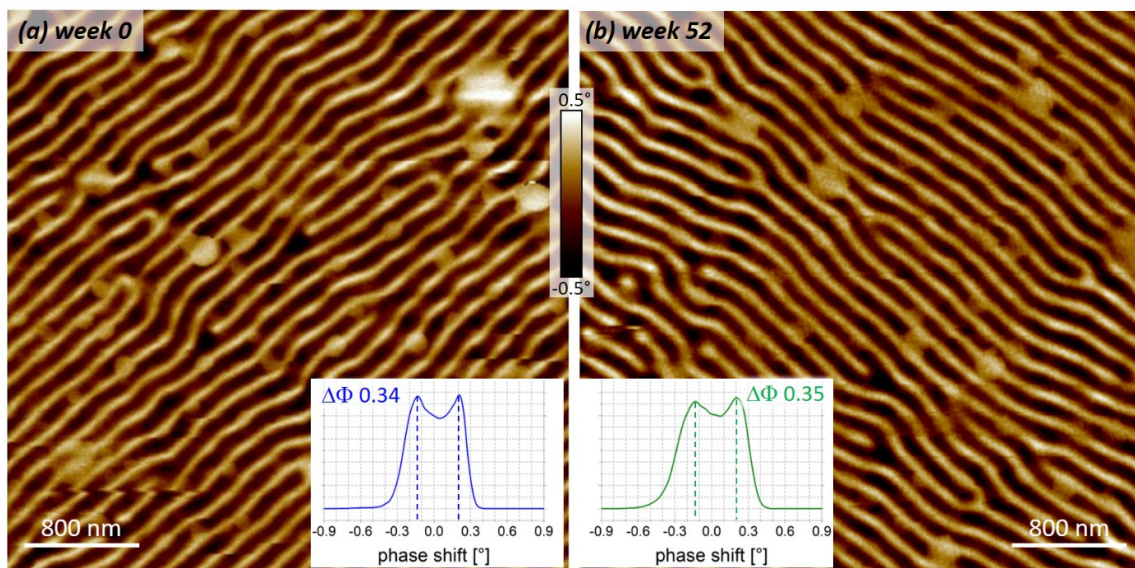 (a) week 0
(b) week 52
0.5°
-0.5°
ΔΦ 0.34
-0.9 -0.6 -0.3 0.0 0.3 0.6 0.9
phase shift [°]
ΔΦ 0.35
-0.9 -0.6 -0.3 0.0 0.3 0.6 0.9
phase shift [°]
800 nm
800 nm